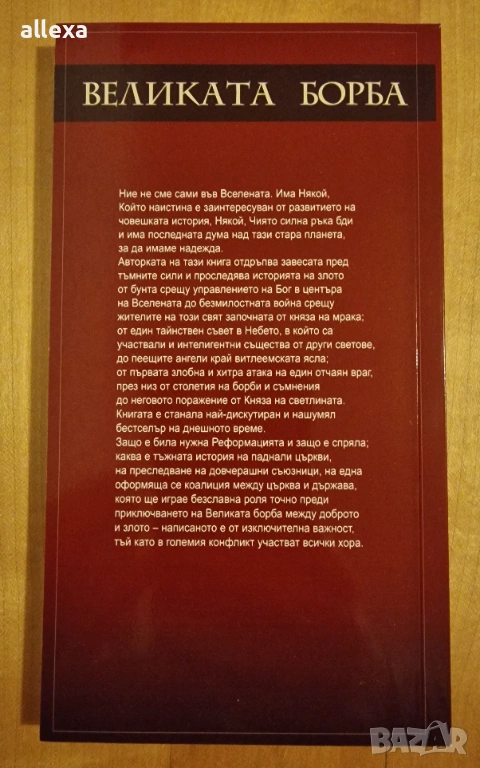 allexa
ВЕЛИКАТА БОРБА
Ние не сме сами във Вселената. Има Някой,
Който наистина е заинтересуван от развитието на
човешката история, Някой, Чиято силна ръка бди
и има последната дума над тази стара планета,
за да имаме надежда.
Авторката на тази книга отдръпва завесата пред
тъмните сили и проследява историята на злото
от бунта срещу управлението на Бог в центъра
на Вселената до безмилостната война срещу
жителите на този свят започната от княза на мрака;
от един тайнствен съвет в Небето, в който са
участвали и интелигентни същества от други светове,
до пеещите ангели край витлеемската ясла;
от първата злобна и хитра атака на един отчаян враг,
през низ от столетия на борби и съмнения
до неговото поражение от Княза на светлината.
Книгата е станала най-дискутиран и нашумял
бестселър на днешното време.
Защо е била нужна Реформацията и защо е спряла;
каква е тъжната история на паднали църкви,
на преследване на довчерашни съюзници, на една
оформяща се коалиция между църква и държава,
която ще играе безславна роля точно преди
приключването на Великата борба между доброто
и злото – написаното е от изключителна важност,
тъй като в големия конфликт участват всички хора.
BAZAR